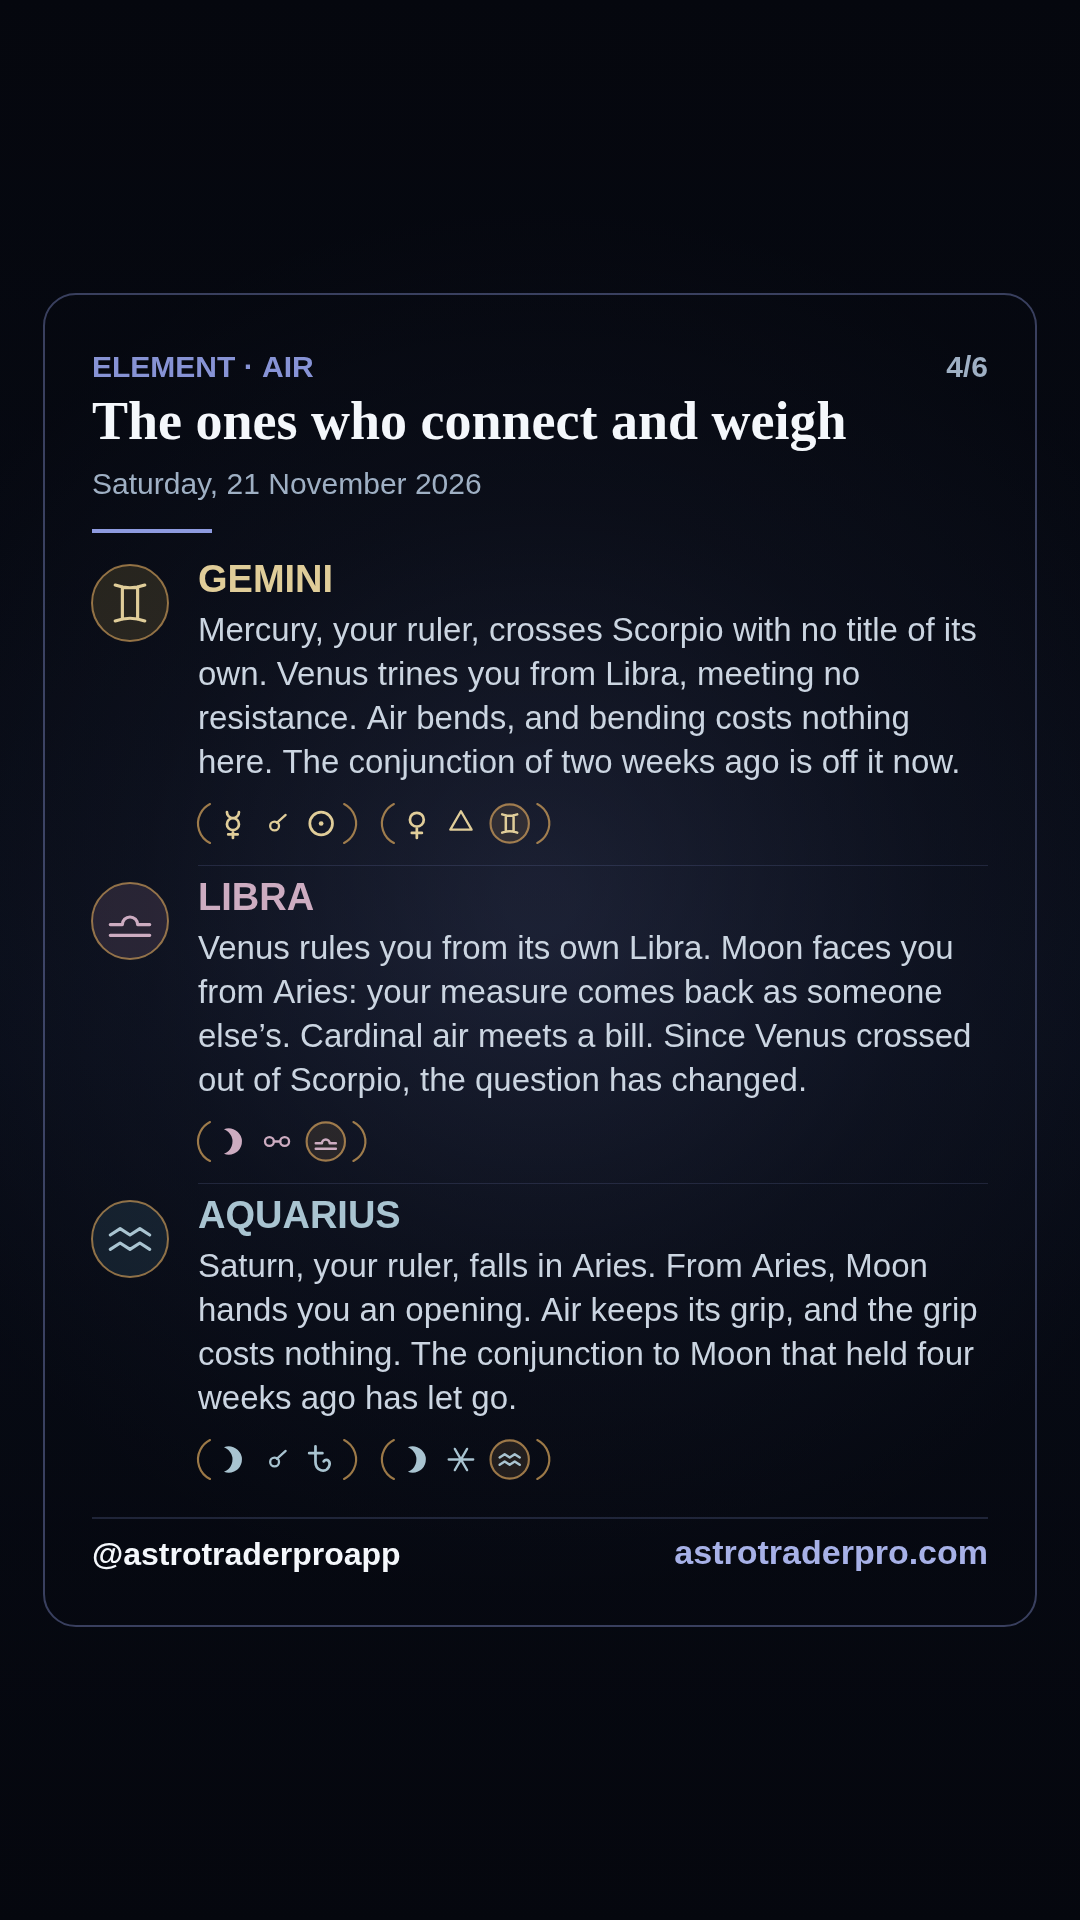 ELEMENT · AIR
4/6
The ones who connect and weigh
Saturday, 21 November 2026
GEMINI
Mercury, your ruler, crosses Scorpio with no title of its
own. Venus trines you from Libra, meeting no
resistance. Air bends, and bending costs nothing
here. The conjunction of two weeks ago is off it now.
(☿ ☌ ☉) (♀ △ ♊)
LIBRA
Venus rules you from its own Libra. Moon faces you
from Aries: your measure comes back as someone
else’s. Cardinal air meets a bill. Since Venus crossed
out of Scorpio, the question has changed.
(☽ ☍ ♎)
AQUARIUS
Saturn, your ruler, falls in Aries. From Aries, Moon
hands you an opening. Air keeps its grip, and the grip
costs nothing. The conjunction to Moon that held four
weeks ago has let go.
(☽ ☌ ♄) (☽ ⚹ ♒)
@astrotraderproapp
astrotraderpro.com